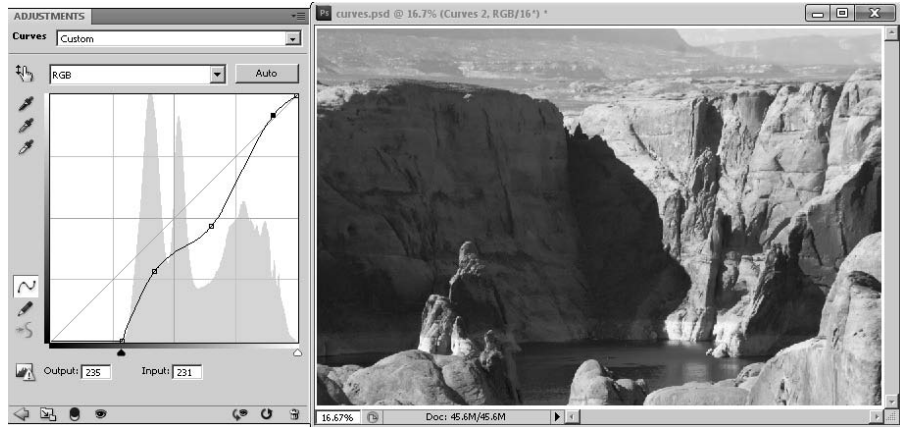 ADJUSTMENTS
Curves Custom
RGB Auto
Output: 235 Input: 231
Ps curves.psd @ 16.7% (Curves 2, RGB/16*) *
16.67% Doc: 45.6M/45.6M